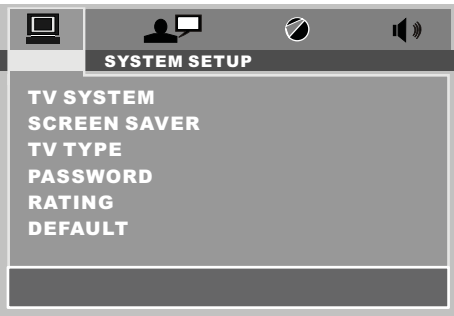 SYSTEM SETUP
TV SYSTEM
SCREEN SAVER
TV TYPE
PASSWORD
RATING
DEFAULT